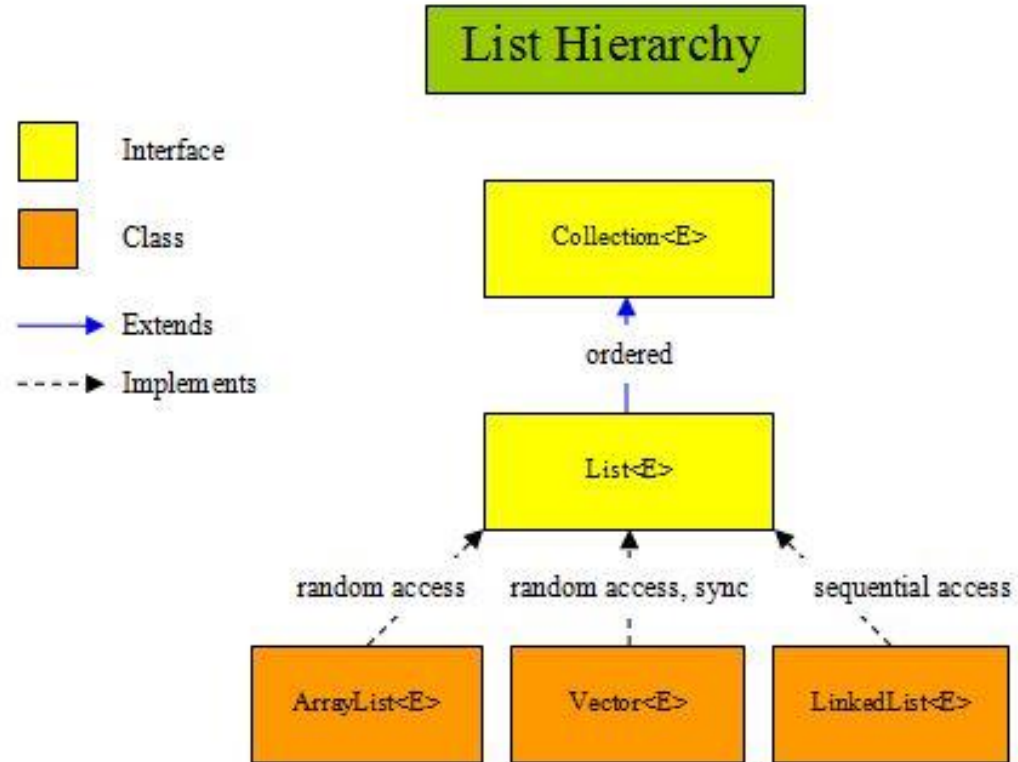 List Hierarchy
Interface
Class
Extends
Implements
Collection<E>
ordered
List<E>
random access
random access, sync
sequential access
ArrayList<E>
Vector<E>
LinkedList<E>